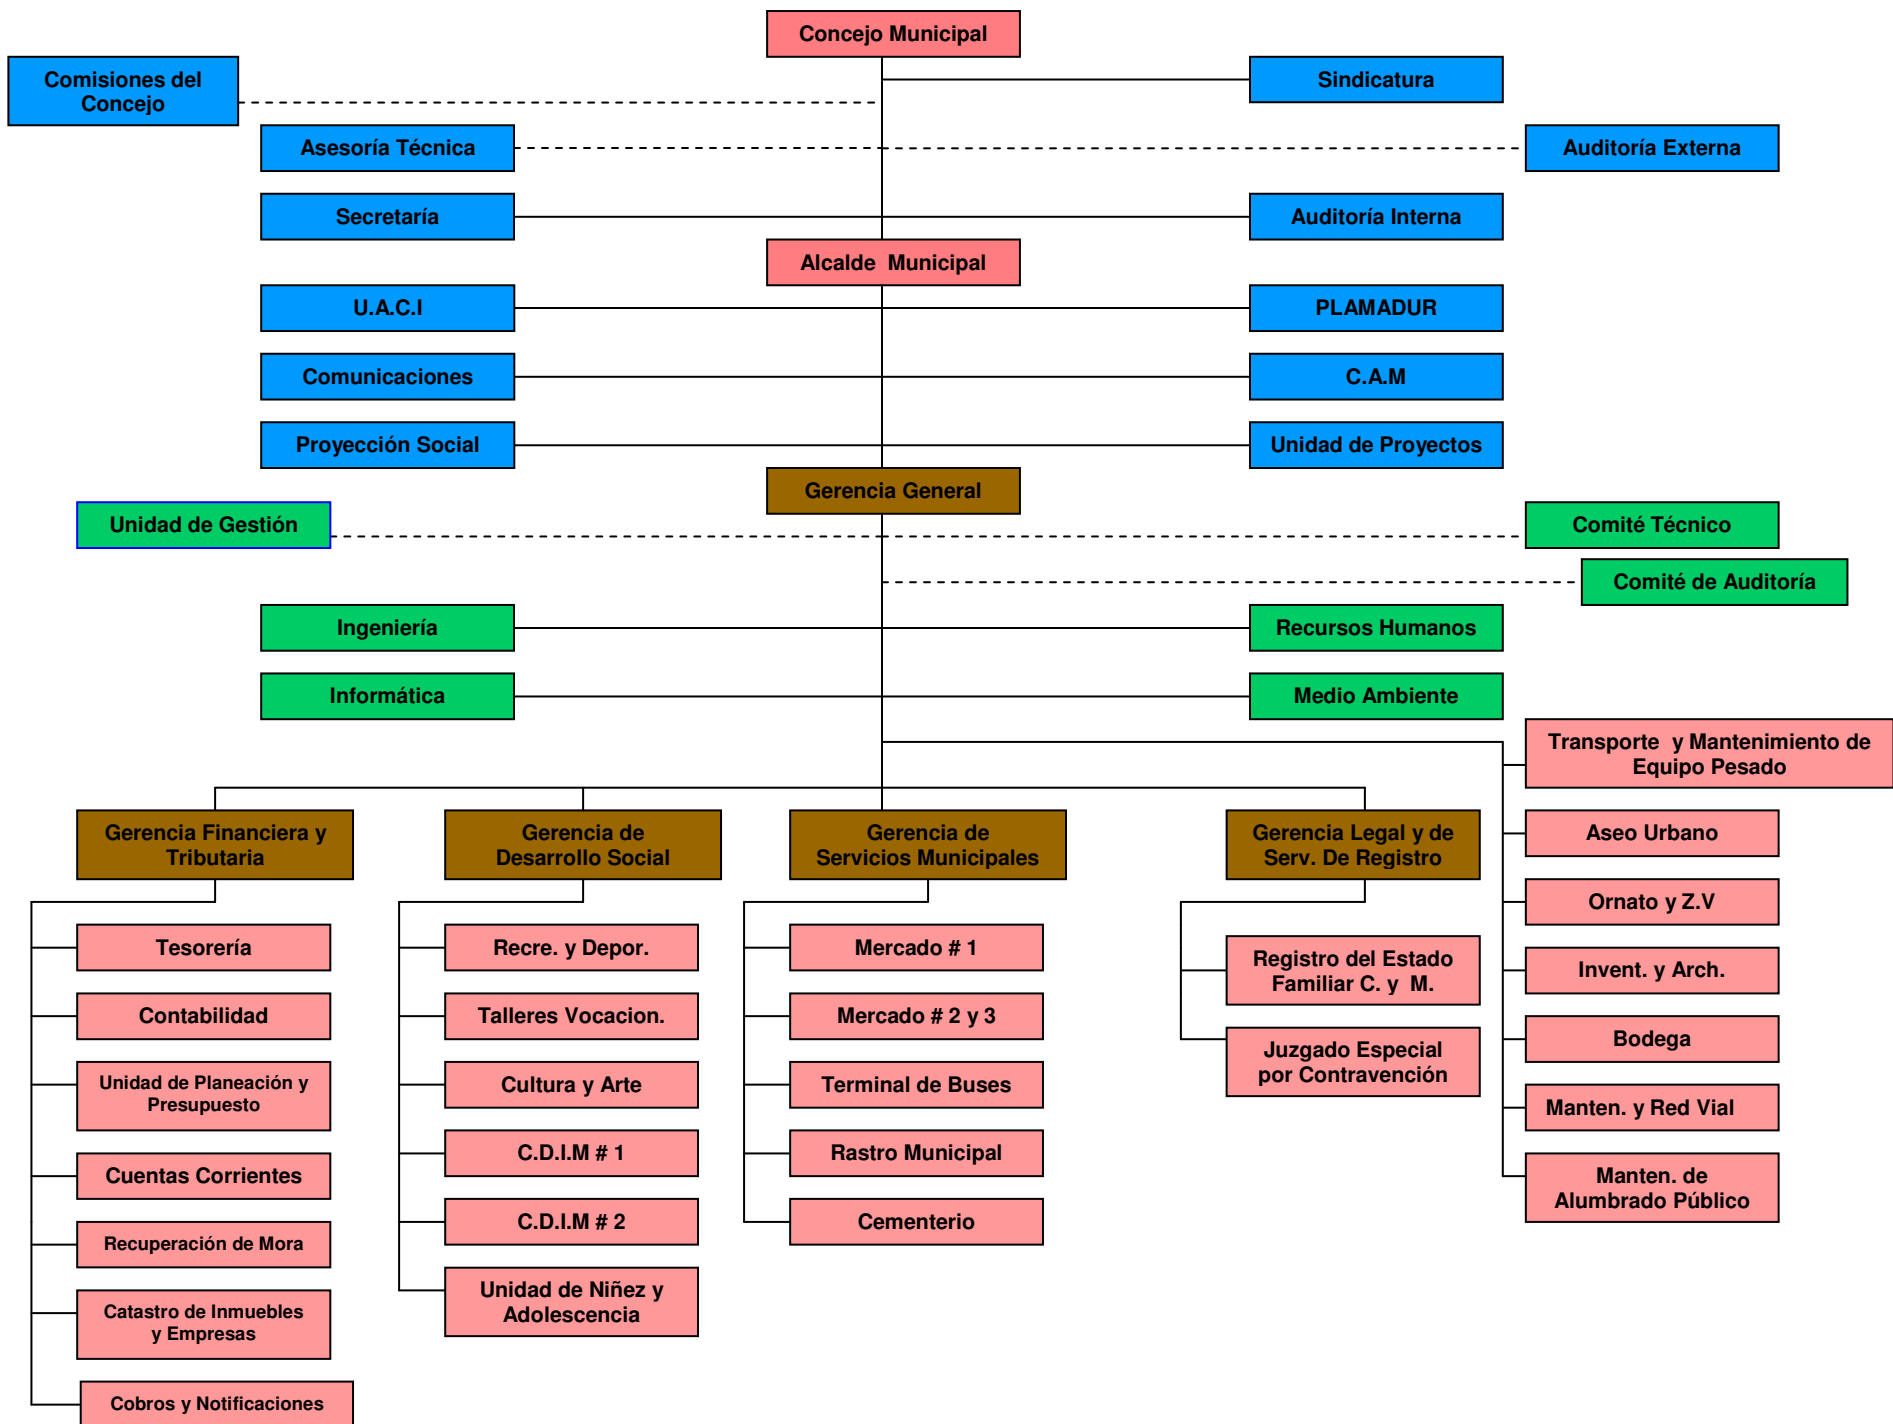 Concejo Municipal
Comisiones del
Concejo
Sindicatura
Asesoría Técnica
Auditoría Externa
Secretaría
Auditoría Interna
Alcalde  Municipal
U.A.C.I
PLAMADUR
Comunicaciones
C.A.M
Proyección Social
Unidad de Proyectos
Gerencia General
Unidad de Gestión
Comité Técnico
Comité de Auditoría
Ingeniería
Recursos Humanos
Informática
Medio Ambiente
Transporte  y Mantenimiento de
Equipo Pesado
Gerencia Financiera y
Tributaria
Gerencia de
Desarrollo Social
Gerencia de
Servicios Municipales
Gerencia Legal y de
Serv. De Registro
Aseo Urbano
Ornato y Z.V
Invent. y Arch.
Bodega
Manten. y Red Vial
Manten. de
Alumbrado Público
Tesorería
Contabilidad
Unidad de Planeación y
Presupuesto
Cuentas Corrientes
Recuperación de Mora
Catastro de Inmuebles
y Empresas
Cobros y Notificaciones
Recre. y Depor.
Talleres Vocacion.
Cultura y Arte
C.D.I.M # 1
C.D.I.M # 2
Unidad de Niñez y
Adolescencia
Mercado # 1
Mercado # 2 y 3
Terminal de Buses
Rastro Municipal
Cementerio
Registro del Estado
Familiar C. y  M.
Juzgado Especial
por Contravención